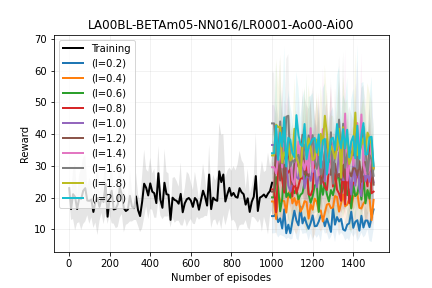 LA00BL-BETAm05-NN016/LR0001-Ao00-Ai00
70
60
50
40
30
20
10
Reward
Training
(l=0.2)
(l=0.4)
(l=0.6)
(l=0.8)
(l=1.0)
(l=1.2)
(l=1.4)
(l=1.6)
(l=1.8)
(l=2.0)
0 200 400 600 800 1000 1200 1400
Number of episodes